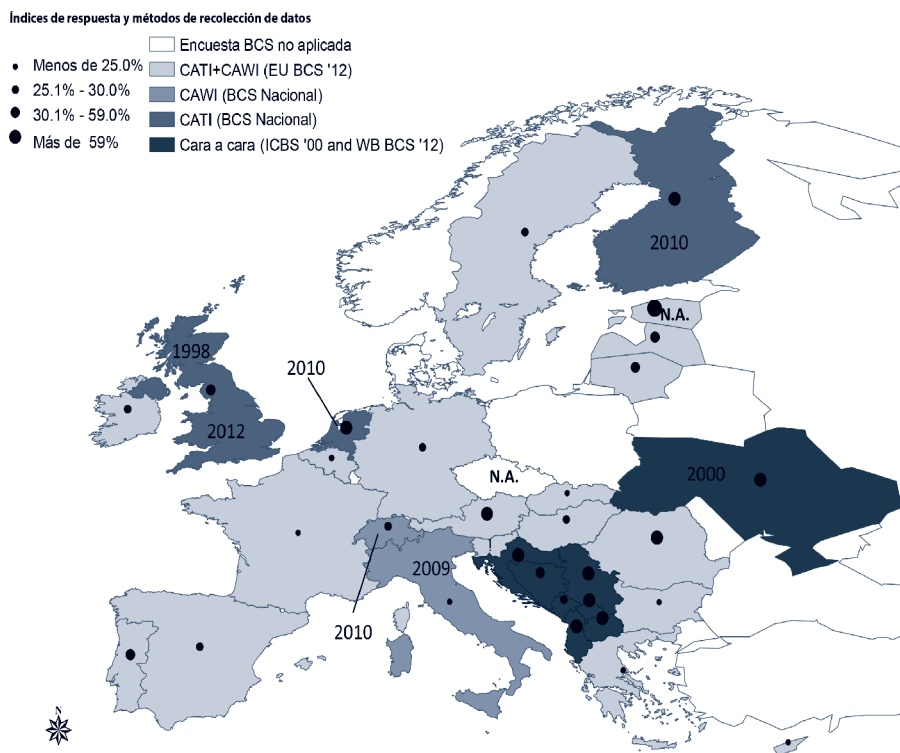 Índices de respuesta y métodos de recolección de datos
Menos de 25.0%
25.1% - 30.0%
30.1% - 59.0%
Más de 59%
Encuesta BCS no aplicada
CATI+CAWI (EU BCS '12)
CAWI (BCS Nacional)
CATI (BCS Nacional)
Cara a cara (ICBS '00 and WB BCS '12)
2010
N.A.
1998
2010
2012
N.A.
2000
2009
2010
N